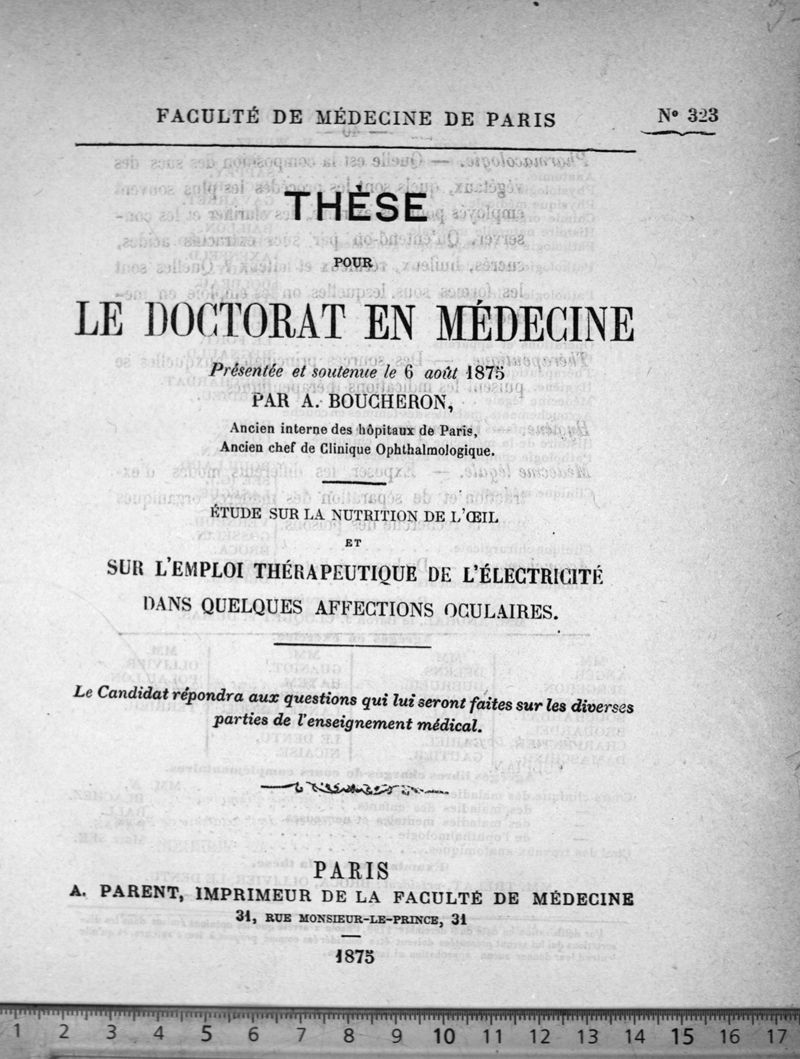 FACULTÉ DE MÉDECINE DE PARIS
N° 323
THÈSE
POUR
LE DOCTORAT EN MÉDECINE
Présentée et soutenue le 6 août 1875
PAR A. BOUCHERON,
Ancien interne des hôpitaux de Paris,
Ancien chef de Clinique Ophthalmologique.
ÉTUDE SUR LA NUTRITION DE L'ŒIL
ET
SUR L'EMPLOI THÉRAPEUTIQUE DE L'ÉLECTRICITÉ
DANS QUELQUES AFFECTIONS OCULAIRES.
Le Candidat répondra aux questions qui lui seront faites sur les diverses
parties de l'enseignement médical.
PARIS
A. PARENT, IMPRIMEUR DE LA FACULTÉ DE MÉDECINE
31, RUE MONSIEUR-LE-PRINCE, 31
1875
1 2 3 4 5 6 7 8 9 10 11 12 13 14 15 16 17